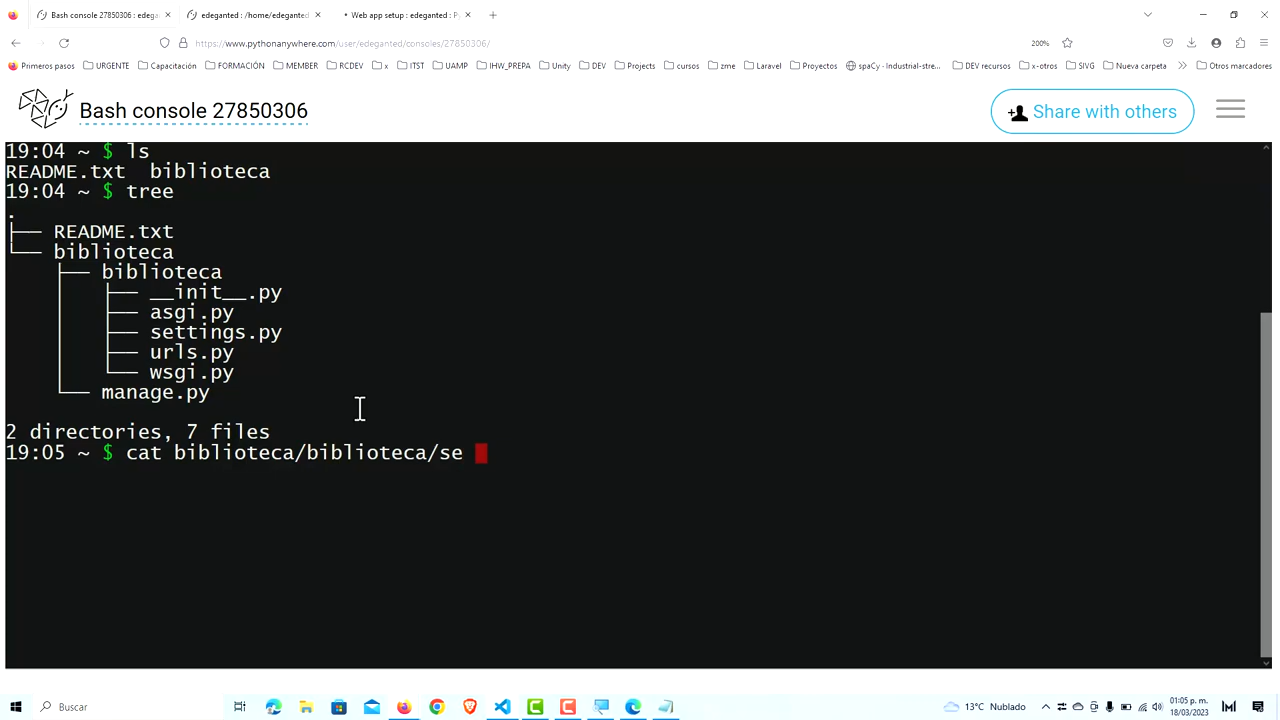 Bash console 27850306 : edega
edeganted : /home/edeganted
Web app setup : edeganted : P
https://www.pythonanywhere.com/user/edeganted/consoles/27850306/
200%
Primeros pasos
URGENTE
Capacitación
FORMACIÓN
MEMBER
RCDEV
x
ITST
UAMP
IHW_PREPA
Unity
DEV
Projects
cursos
zme
Laravel
Proyectos
spaCy - Industrial-stre...
DEV recursos
x-otros
SIVG
Nueva carpeta
Otros marcadores
Bash console 27850306
Share with others
19:04 ~ $ ls
README.txt  biblioteca
19:04 ~ $ tree
.
├── README.txt
└── biblioteca
    ├── biblioteca
    │   ├── __init__.py
    │   ├── asgi.py
    │   ├── settings.py
    │   ├── urls.py
    │   └── wsgi.py
    └── manage.py
2 directories, 7 files
19:05 ~ $ cat biblioteca/biblioteca/se
Buscar
13°C Nublado
01:05 p. m.
18/03/2023